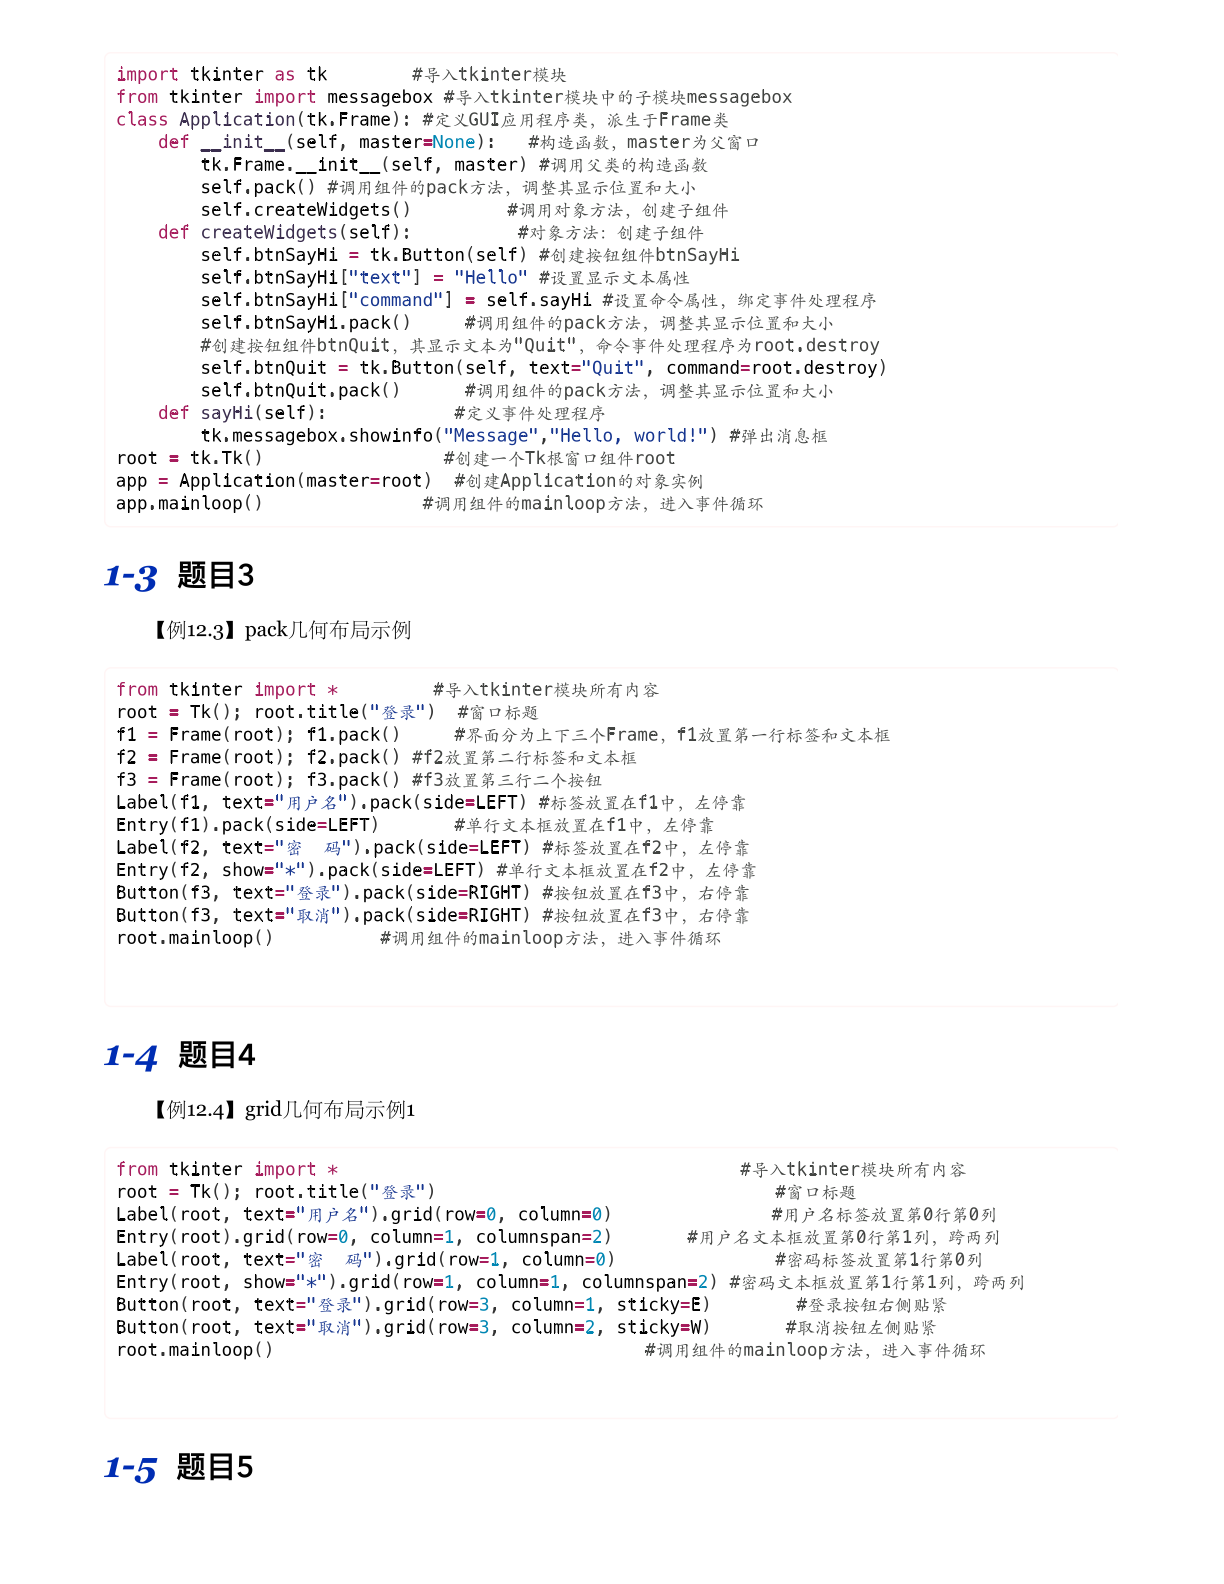 import tkinter as tk        #导入tkinter模块
from tkinter import messagebox #导入tkinter模块中的子模块messagebox
class Application(tk.Frame): #定义GUI应用程序类，派生于Frame类
    def __init__(self, master=None):   #构造函数，master为父窗口
        tk.Frame.__init__(self, master) #调用父类的构造函数
        self.pack() #调用组件的pack方法，调整其显示位置和大小
        self.createWidgets()         #调用对象方法，创建子组件
    def createWidgets(self):          #对象方法：创建子组件
        self.btnSayHi = tk.Button(self) #创建按钮组件btnSayHi
        self.btnSayHi["text"] = "Hello" #设置显示文本属性
        self.btnSayHi["command"] = self.sayHi #设置命令属性，绑定事件处理程序
        self.btnSayHi.pack()     #调用组件的pack方法，调整其显示位置和大小
        #创建按钮组件btnQuit，其显示文本为"Quit"，命令事件处理程序为root.destroy
        self.btnQuit = tk.Button(self, text="Quit", command=root.destroy)
        self.btnQuit.pack()      #调用组件的pack方法，调整其显示位置和大小
    def sayHi(self):            #定义事件处理程序
        tk.messagebox.showinfo("Message","Hello, world!") #弹出消息框
root = tk.Tk()                 #创建一个Tk根窗口组件root
app = Application(master=root)  #创建Application的对象实例
app.mainloop()               #调用组件的mainloop方法，进入事件循环
1-3 题目3
【例12.3】pack几何布局示例
from tkinter import *         #导入tkinter模块所有内容
root = Tk(); root.title("登录")  #窗口标题
f1 = Frame(root); f1.pack()     #界面分为上下三个Frame，f1放置第一行标签和文本框
f2 = Frame(root); f2.pack() #f2放置第二行标签和文本框
f3 = Frame(root); f3.pack() #f3放置第三行二个按钮
Label(f1, text="用户名").pack(side=LEFT) #标签放置在f1中，左停靠
Entry(f1).pack(side=LEFT)       #单行文本框放置在f1中，左停靠
Label(f2, text="密  码").pack(side=LEFT) #标签放置在f2中，左停靠
Entry(f2, show="*").pack(side=LEFT) #单行文本框放置在f2中，左停靠
Button(f3, text="登录").pack(side=RIGHT) #按钮放置在f3中，右停靠
Button(f3, text="取消").pack(side=RIGHT) #按钮放置在f3中，右停靠
root.mainloop()          #调用组件的mainloop方法，进入事件循环
1-4 题目4
【例12.4】grid几何布局示例1
from tkinter import *                                      #导入tkinter模块所有内容
root = Tk(); root.title("登录")                                #窗口标题
Label(root, text="用户名").grid(row=0, column=0)               #用户名标签放置第0行第0列
Entry(root).grid(row=0, column=1, columnspan=2)       #用户名文本框放置第0行第1列，跨两列
Label(root, text="密  码").grid(row=1, column=0)               #密码标签放置第1行第0列
Entry(root, show="*").grid(row=1, column=1, columnspan=2) #密码文本框放置第1行第1列，跨两列
Button(root, text="登录").grid(row=3, column=1, sticky=E)        #登录按钮右侧贴紧
Button(root, text="取消").grid(row=3, column=2, sticky=W)       #取消按钮左侧贴紧
root.mainloop()                                   #调用组件的mainloop方法，进入事件循环
1-5 题目5